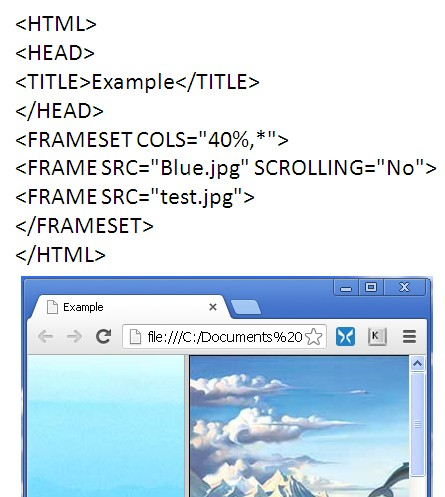 <HTML>
<HEAD>
<TITLE>Example</TITLE>
</HEAD>
<FRAMESET COLS="40%,*">
<FRAME SRC="Blue.jpg" SCROLLING="No">
<FRAME SRC="test.jpg">
</FRAMESET>
</HTML>
Example
file:///C:/Documents%20
K